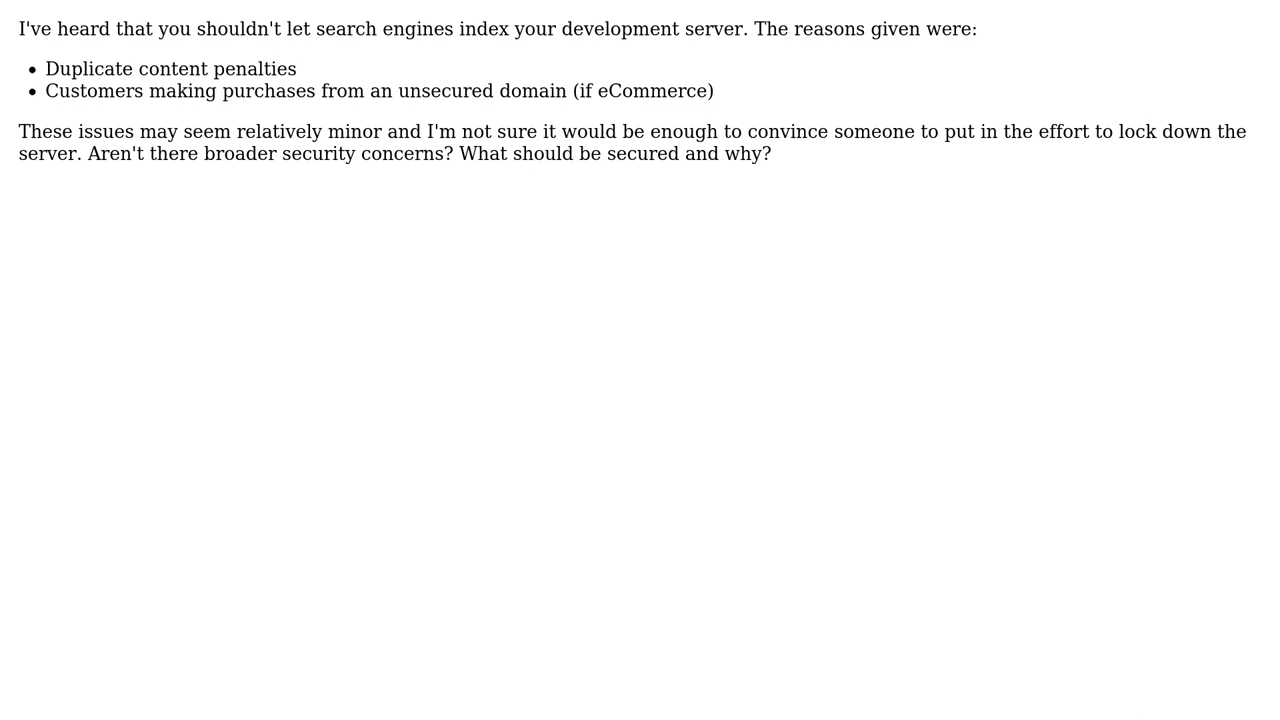 I've heard that you shouldn't let search engines index your development server. The reasons given were:
• Duplicate content penalties
• Customers making purchases from an unsecured domain (if eCommerce)
These issues may seem relatively minor and I'm not sure it would be enough to convince someone to put in the effort to lock down the
server. Aren't there broader security concerns? What should be secured and why?